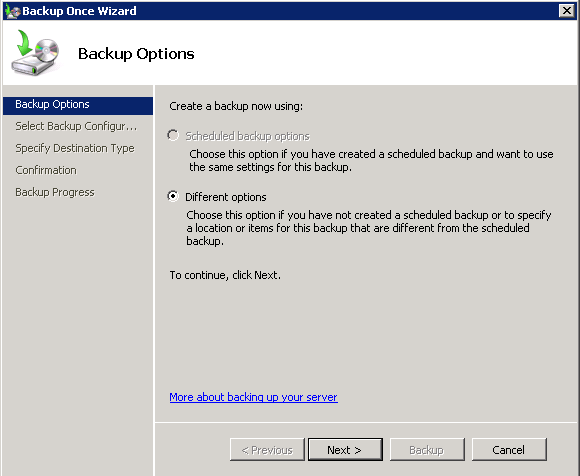 Backup Once Wizard
Backup Options
Backup Options
Select Backup Configur...
Specify Destination Type
Confirmation
Backup Progress
Create a backup now using:
Scheduled backup options
Choose this option if you have created a scheduled backup and want to use
the same settings for this backup.
Different options
Choose this option if you have not created a scheduled backup or to specify
a location or items for this backup that are different from the scheduled
backup.
To continue, click Next.
More about backing up your server
< Previous
Next >
Backup
Cancel